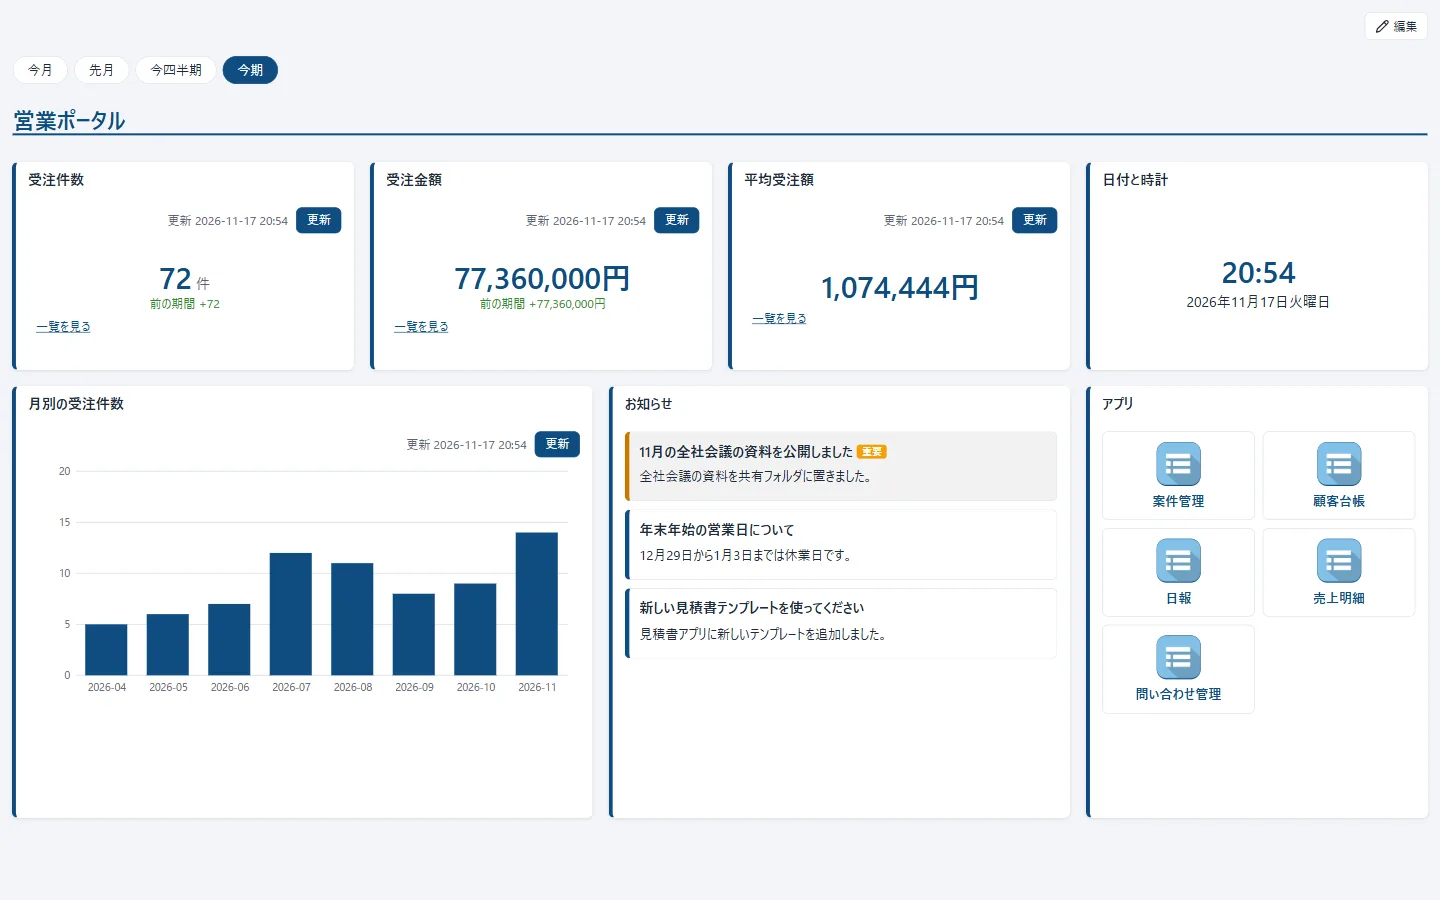 編集
今月
先月
今四半期
今期
営業ポータル
受注件数
更新 2026-11-17 20:54
更新
72 件
前の期間 +72
一覧を見る
受注金額
更新 2026-11-17 20:54
更新
77,360,000円
前の期間 +77,360,000円
一覧を見る
平均受注額
更新 2026-11-17 20:54
更新
1,074,444円
一覧を見る
日付と時計
20:54
2026年11月17日火曜日
月別の受注件数
更新 2026-11-17 20:54
更新
20
15
10
5
0
2026-04
2026-05
2026-06
2026-07
2026-08
2026-09
2026-10
2026-11
お知らせ
11月の全社会議の資料を公開しました 重要
全社会議の資料を共有フォルダに置きました。
年末年始の営業日について
12月29日から1月3日までは休業日です。
新しい見積書テンプレートを使ってください
見積書アプリに新しいテンプレートを追加しました。
アプリ
案件管理
顧客台帳
日報
売上明細
問い合わせ管理